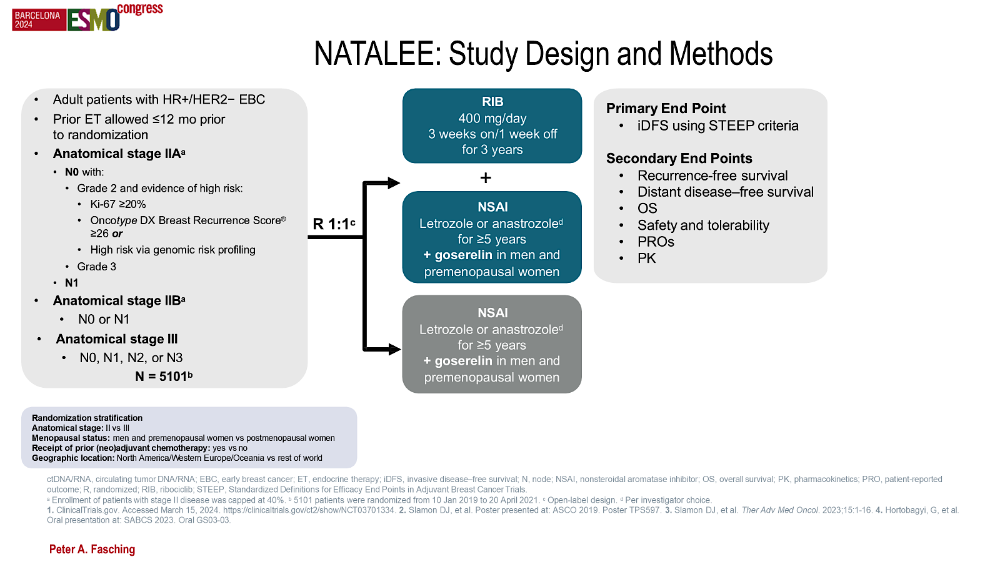 BARCELONA
2024
ESMO
congress
NATALEE: Study Design and Methods
• Adult patients with HR+/HER2− EBC
• Prior ET allowed ≤12 mo prior
to randomization
• Anatomical stage IIAᵃ
• N0 with:
• Grade 2 and evidence of high risk:
• Ki-67 ≥20%
• Oncotype DX Breast Recurrence Score®
≥26 or
• High risk via genomic risk profiling
• Grade 3
• N1
• Anatomical stage IIBᵃ
• N0 or N1
• Anatomical stage III
• N0, N1, N2, or N3
N = 5101ᵇ
R 1:1ᶜ
RIB
400 mg/day
3 weeks on/1 week off
for 3 years
+
NSAI
Letrozole or anastrozoleᵈ
for ≥5 years
+ goserelin in men and
premenopausal women
NSAI
Letrozole or anastrozoleᵈ
for ≥5 years
+ goserelin in men and
premenopausal women
Primary End Point
• iDFS using STEEP criteria
Secondary End Points
• Recurrence-free survival
• Distant disease–free survival
• OS
• Safety and tolerability
• PROs
• PK
Randomization stratification
Anatomical stage: II vs III
Menopausal status: men and premenopausal women vs postmenopausal women
Receipt of prior (neo)adjuvant chemotherapy: yes vs no
Geographic location: North America/Western Europe/Oceania vs rest of world
ctDNA/RNA, circulating tumor DNA/RNA; EBC, early breast cancer; ET, endocrine therapy; iDFS, invasive disease–free survival; N, node; NSAI, nonsteroidal aromatase inhibitor; OS, overall survival; PK, pharmacokinetics; PRO, patient-reported
outcome; R, randomized; RIB, ribociclib; STEEP, Standardized Definitions for Efficacy End Points in Adjuvant Breast Cancer Trials.
ᵃ Enrollment of patients with stage II disease was capped at 40%. ᵇ 5101 patients were randomized from 10 Jan 2019 to 20 April 2021. ᶜ Open-label design. ᵈ Per investigator choice.
1. ClinicalTrials.gov. Accessed March 15, 2024. https://clinicaltrials.gov/ct2/show/NCT03701334. 2. Slamon DJ, et al. Poster presented at: ASCO 2019. Poster TPS597. 3. Slamon DJ, et al. Ther Adv Med Oncol. 2023;15:1-16. 4. Hortobagyi, G, et al.
Oral presentation at: SABCS 2023. Oral GS03-03.
Peter A. Fasching